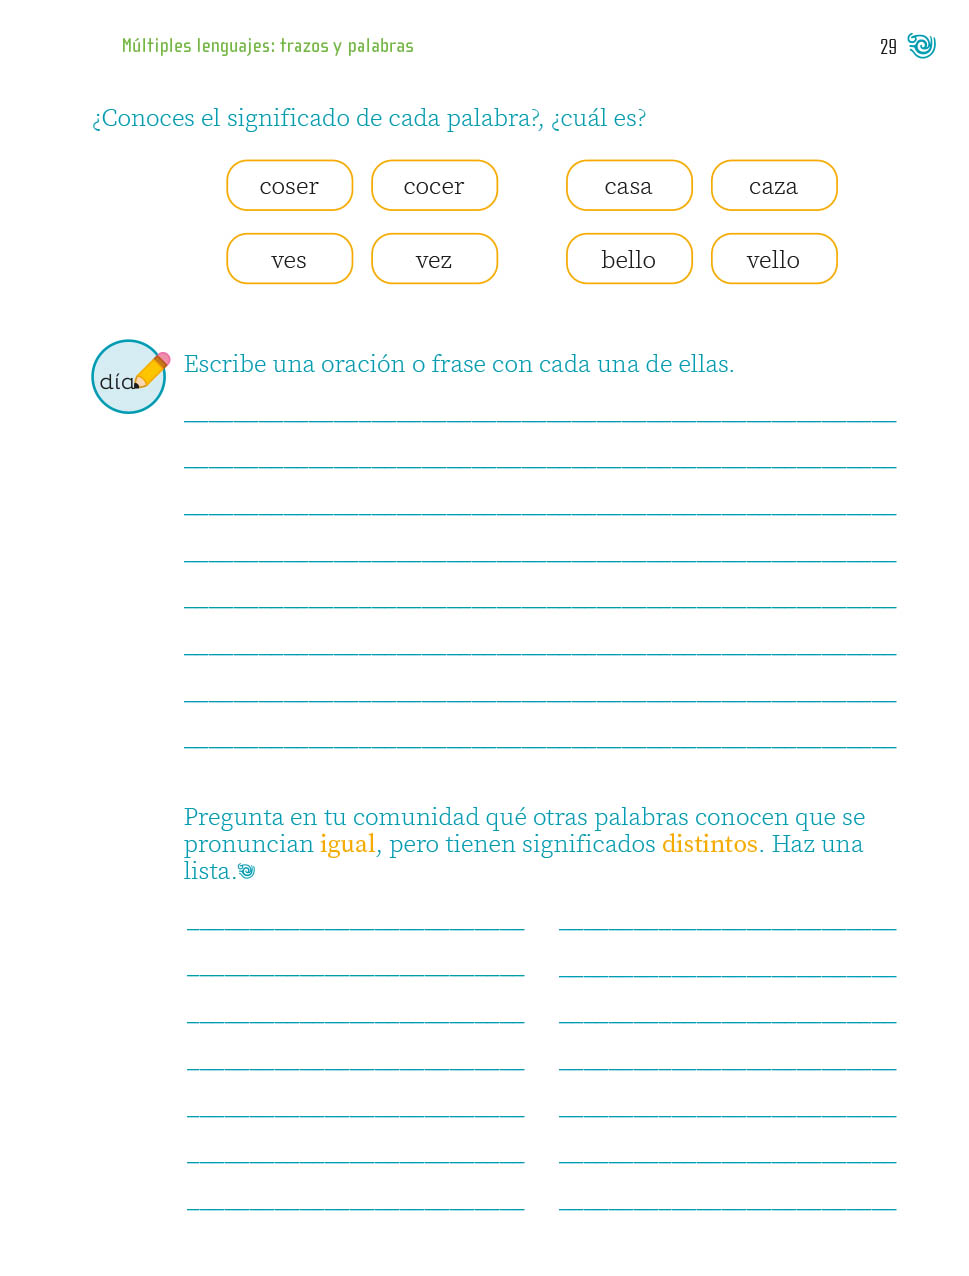 Múltiples lenguajes: trazos y palabras 29
¿Conoces el significado de cada palabra?, ¿cuál es?
coser cocer casa caza
ves vez bello vello
día
Escribe una oración o frase con cada una de ellas.
Pregunta en tu comunidad qué otras palabras conocen que se
pronuncian igual, pero tienen significados distintos. Haz una
lista.